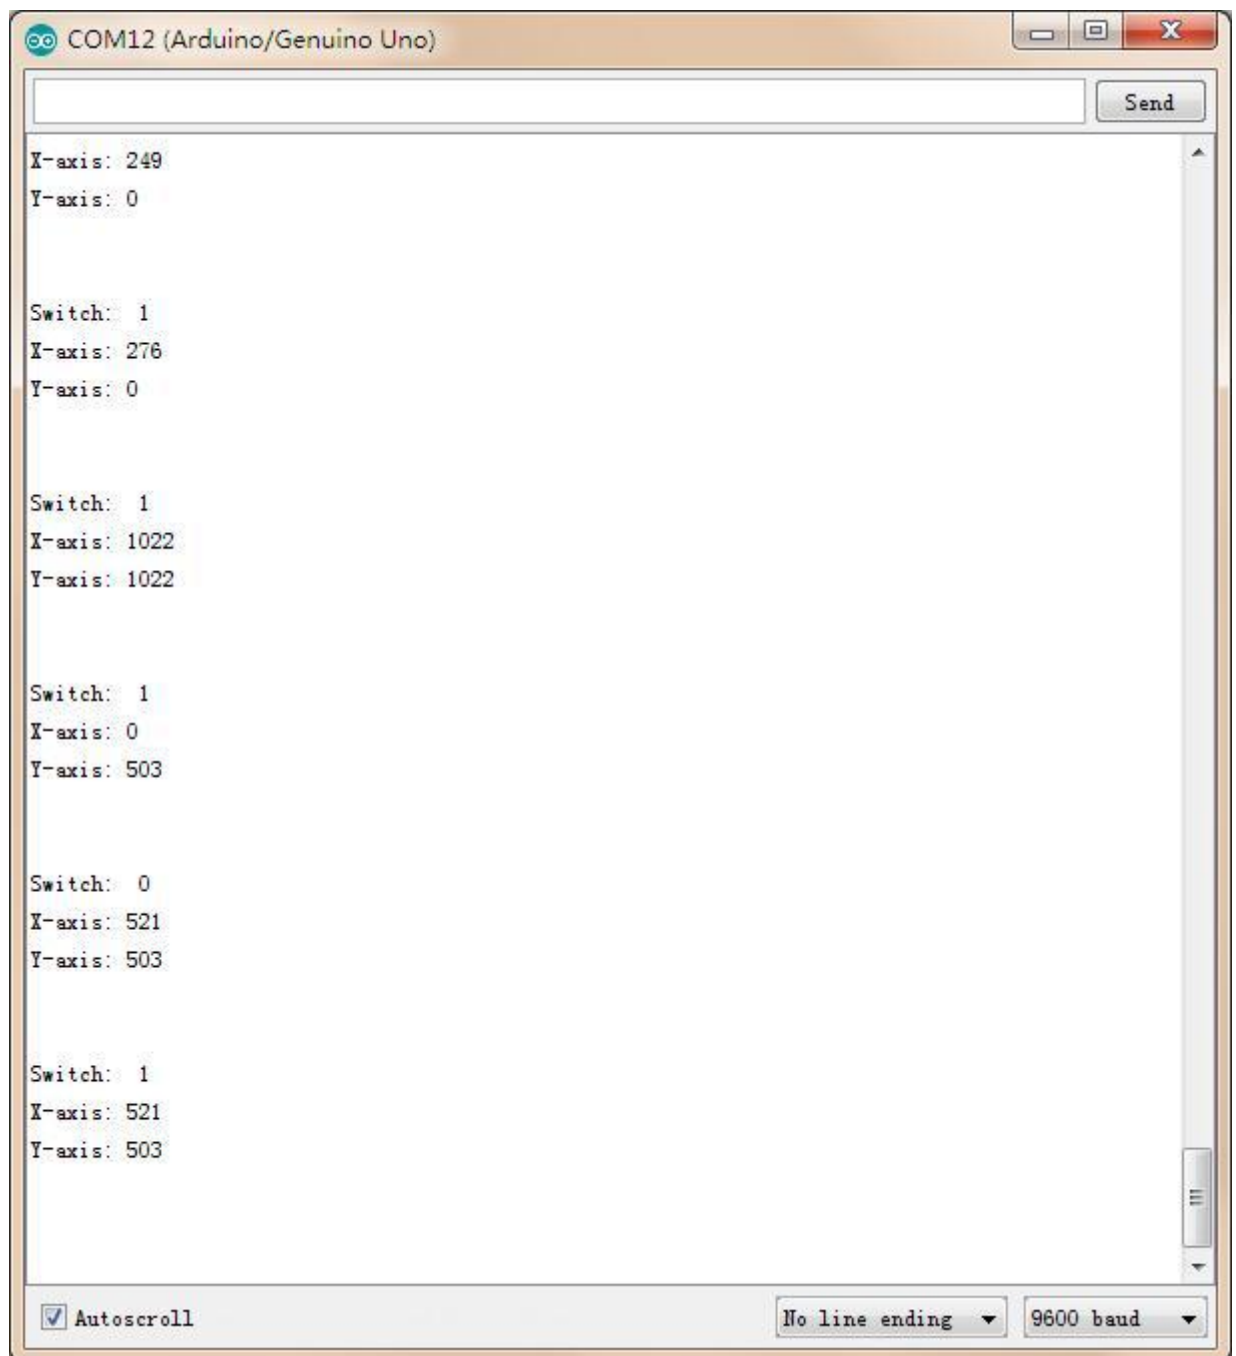 COM12 (Arduino/Genuino Uno)
Send
X-axis: 249
Y-axis: 0
Switch:  1
X-axis: 276
Y-axis: 0
Switch:  1
X-axis: 1022
Y-axis: 1022
Switch:  1
X-axis: 0
Y-axis: 503
Switch:  0
X-axis: 521
Y-axis: 503
Switch:  1
X-axis: 521
Y-axis: 503
Autoscroll
No line ending
9600 baud